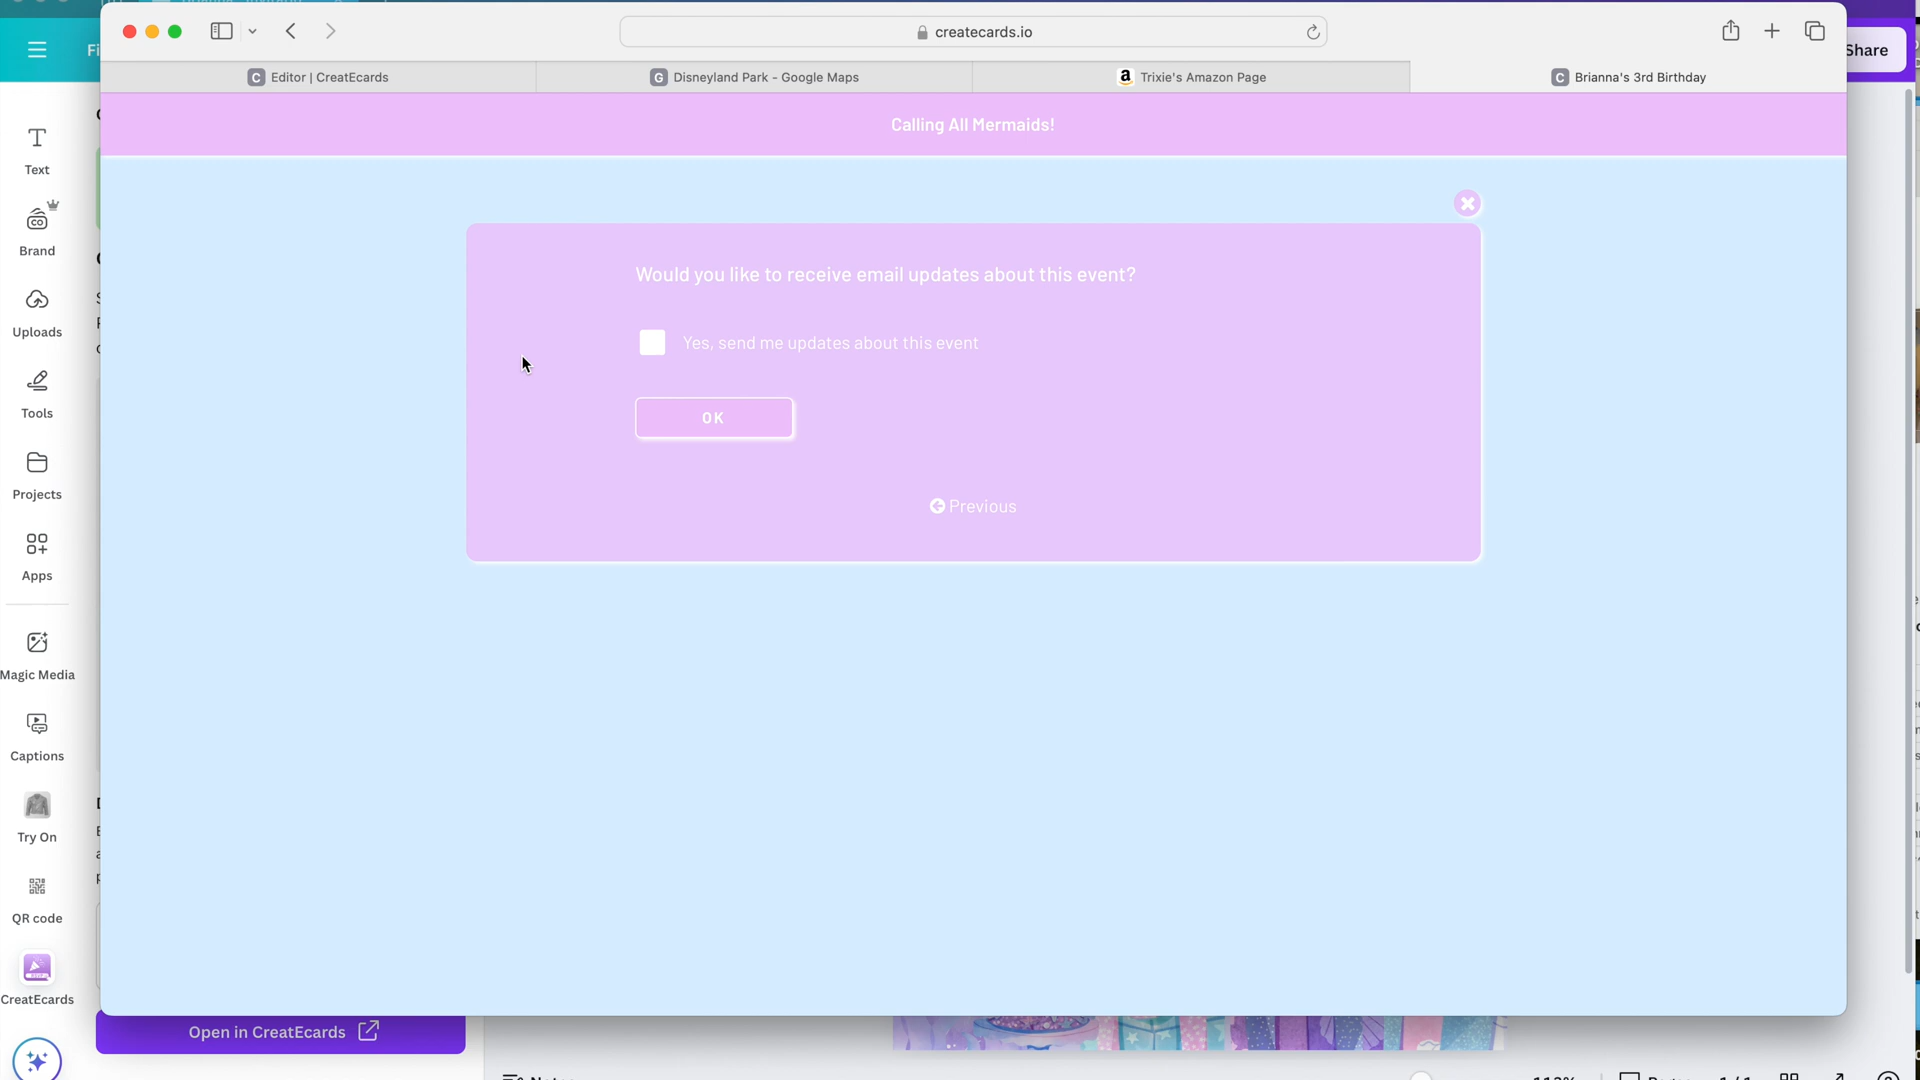 createcards.io
Share
Editor | CreatEcards
Disneyland Park - Google Maps
Trixie's Amazon Page
Brianna's 3rd Birthday
Calling All Mermaids!
Would you like to receive email updates about this event?
Yes, send me updates about this event
OK
Previous
Text
Brand
Uploads
Tools
Projects
Apps
Magic Media
Captions
Try On
QR code
CreatEcards
Open in CreatEcards